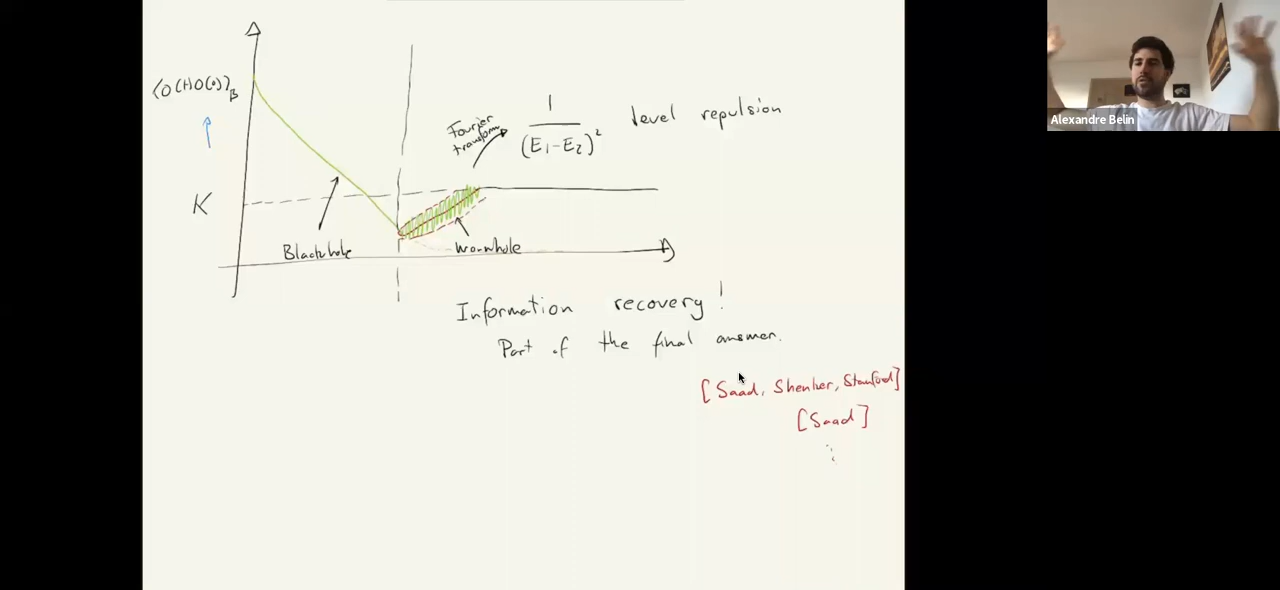 Alexandre Belin
⟨O(t)O(0)⟩β
Fourier
transform
1
(E₁-E₂)²
level repulsion
K
Blackhole
Wormhole
Information recovery!
Part of the final answer.
[Saad, Shenker, Stanford]
[Saad]
⋮